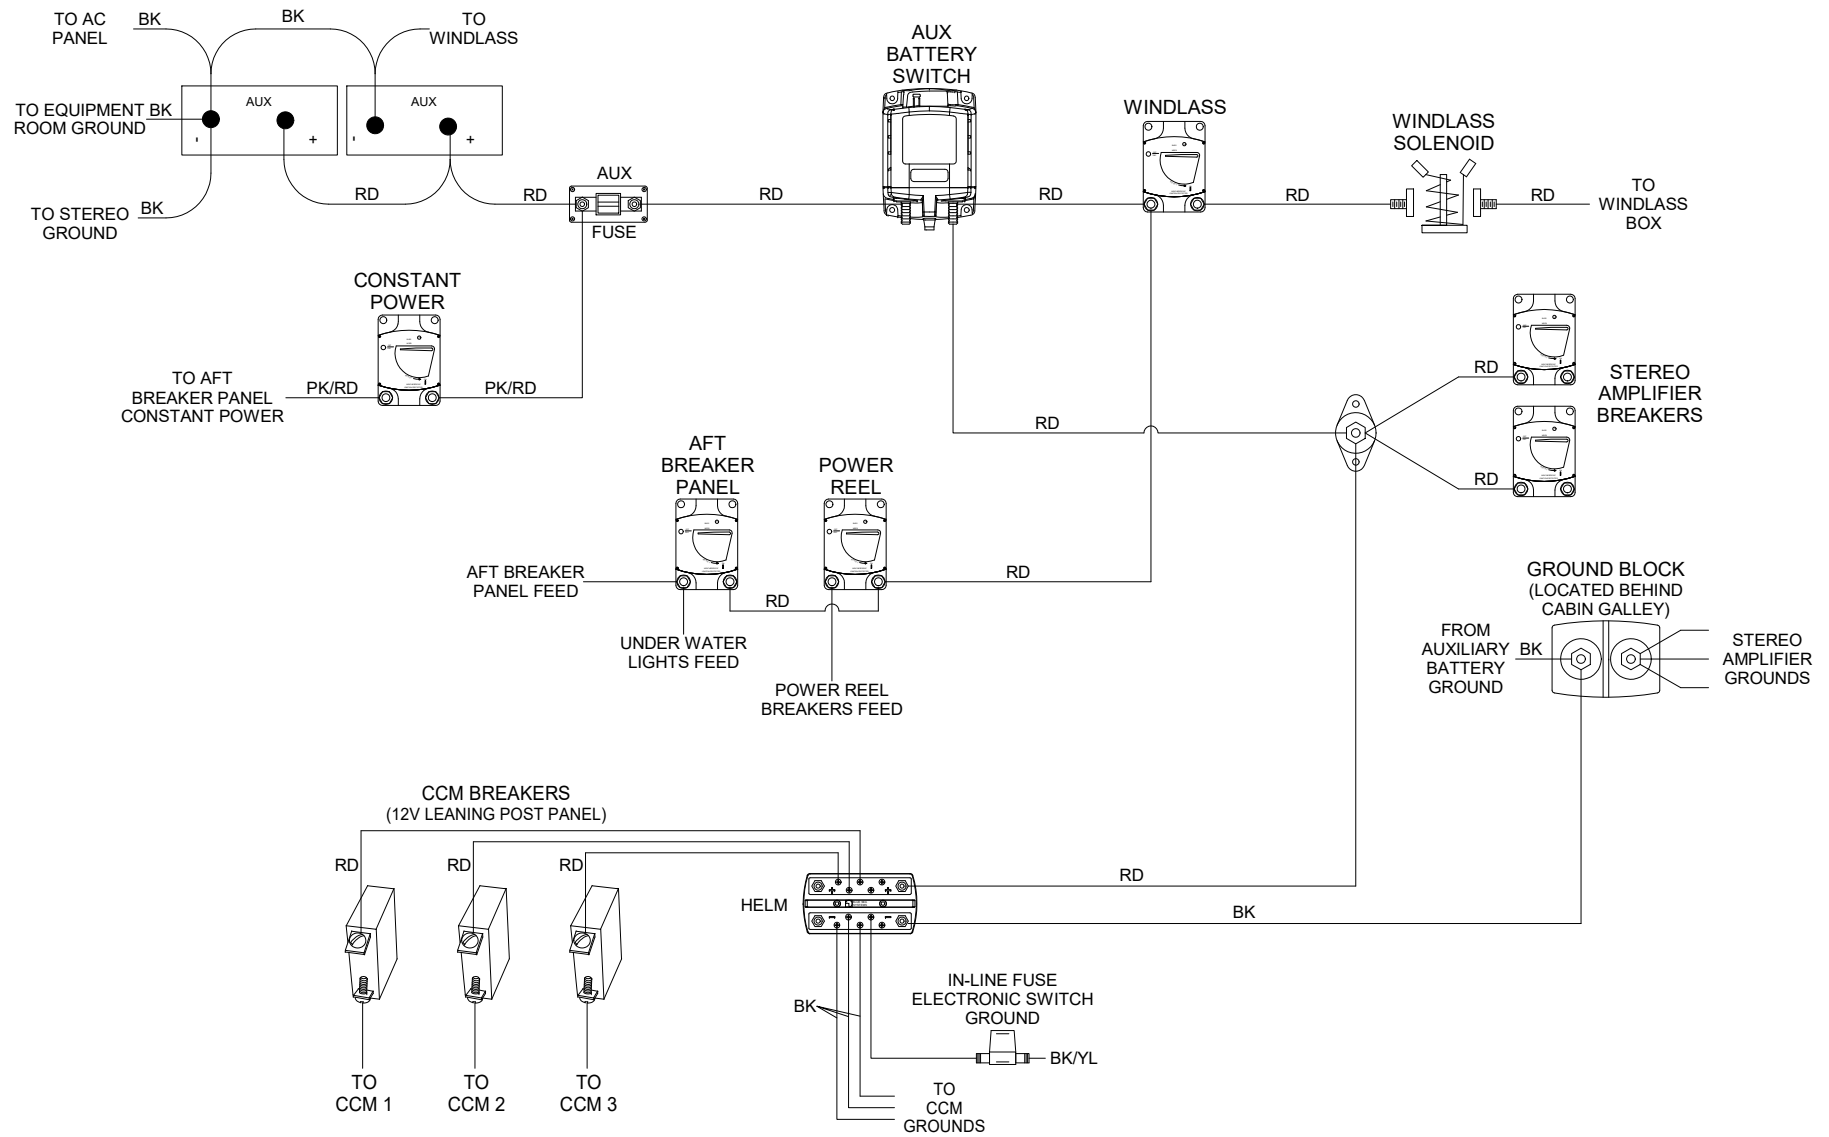 TO AC
PANEL
BK
BK
TO
WINDLASS
AUX
AUX
- +
- +
TO EQUIPMENT BK
ROOM GROUND
TO STEREO
GROUND
BK
RD
RD
AUX
FUSE
RD
AUX
BATTERY
SWITCH
RD
WINDLASS
RD
WINDLASS
SOLENOID
RD
TO
WINDLASS
BOX
CONSTANT
POWER
TO AFT
BREAKER PANEL
CONSTANT POWER
PK/RD
PK/RD
RD
RD
RD
STEREO
AMPLIFIER
BREAKERS
AFT
BREAKER
PANEL
POWER
REEL
AFT BREAKER
PANEL FEED
RD
RD
UNDER WATER
LIGHTS FEED
POWER REEL
BREAKERS FEED
GROUND BLOCK
(LOCATED BEHIND
CABIN GALLEY)
FROM
AUXILIARY
BATTERY
GROUND
BK
STEREO
AMPLIFIER
GROUNDS
CCM BREAKERS
(12V LEANING POST PANEL)
RD
RD
RD
HELM
RD
BK
IN-LINE FUSE
ELECTRONIC SWITCH
GROUND
BK
BK/YL
TO
CCM 1
TO
CCM 2
TO
CCM 3
TO
CCM
GROUNDS